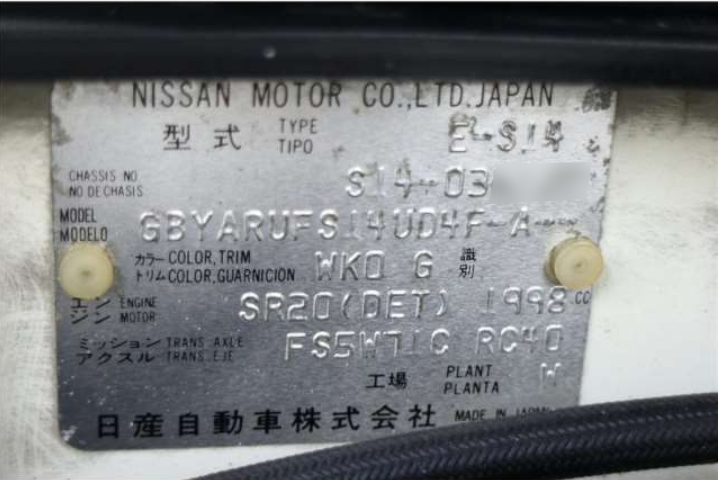 NISSAN MOTOR CO.,LTD.JAPAN
型式 TYPE TIPO E-S14
CHASSIS NO NO DE CHASIS S14-03
MODEL MODELO GBYARUFS14UD4F-A
カラー COLOR, TRIM トリム COLOR, GUARNICION WK0 G 識別
エンジン ENGINE MOTOR SR20(DET) 1998 CC
ミッション アクスル TRANS. AXLE TRANS. EJE FS5W71C RC40
工場 PLANT PLANTA W
日産自動車株式会社 MADE IN JAPAN